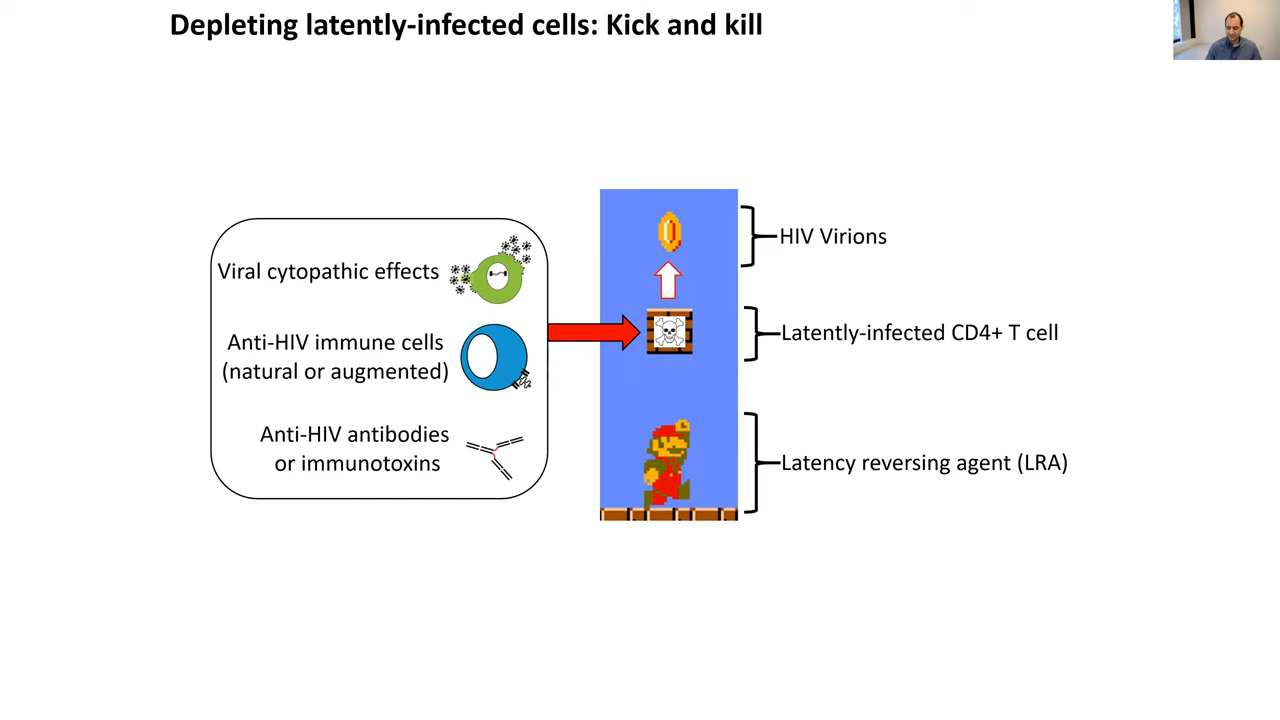 Depleting latently-infected cells: Kick and kill
Viral cytopathic effects
Anti-HIV immune cells
(natural or augmented)
Anti-HIV antibodies
or immunotoxins
HIV Virions
Latently-infected CD4+ T cell
Latency reversing agent (LRA)